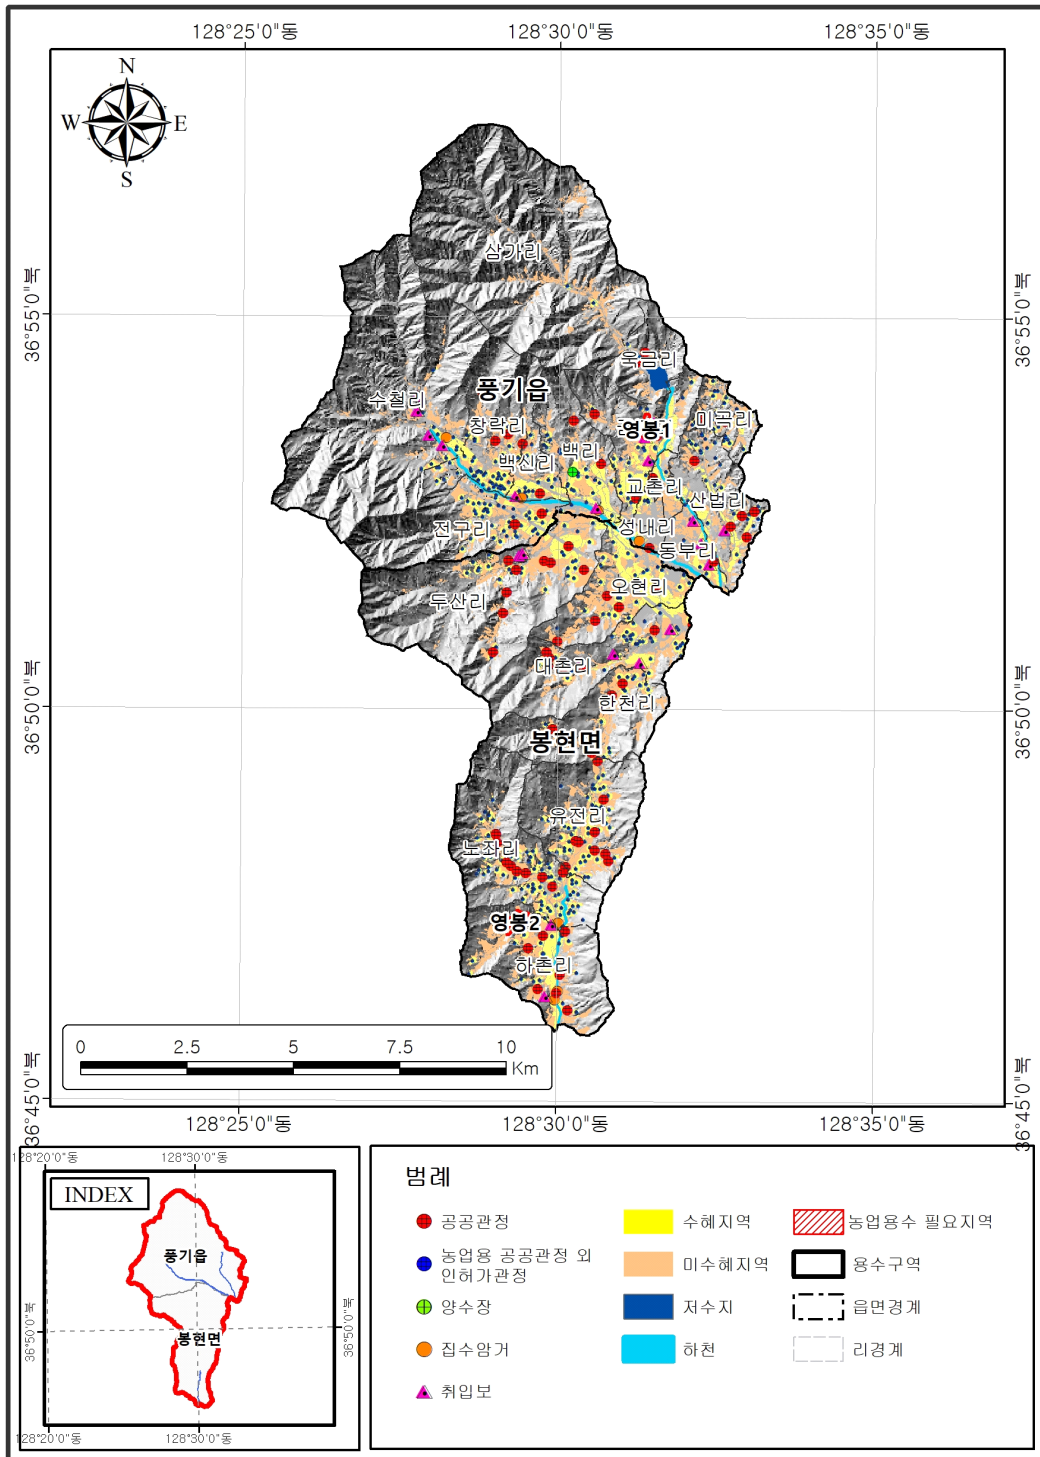 128°25'0"동
128°30'0"동
128°35'0"동
N
W
E
S
삼가리
36°55'0"북
36°55'0"북
욱금리
풍기읍
수철리
창락리
영봉1
미곡리
백리
백신리
교촌리
산법리
전구리
성내리
동부리
오현리
두산리
대촌리
한천리
36°50'0"북
36°50'0"북
봉현면
유전리
노좌리
영봉2
하촌리
0
2.5
5
7.5
10
Km
36°45'0"북
36°45'0"북
128°25'0"동
128°30'0"동
128°35'0"동
128°20'0"동
128°30'0"동
INDEX
풍기읍
봉현면
36°50'0"북
36°50'0"북
128°20'0"동
128°30'0"동
범례
공공관정
농업용 공공관정 외
인허가관정
양수장
집수암거
취입보
수혜지역
미수혜지역
저수지
하천
농업용수 필요지역
용수구역
읍면경계
리경계